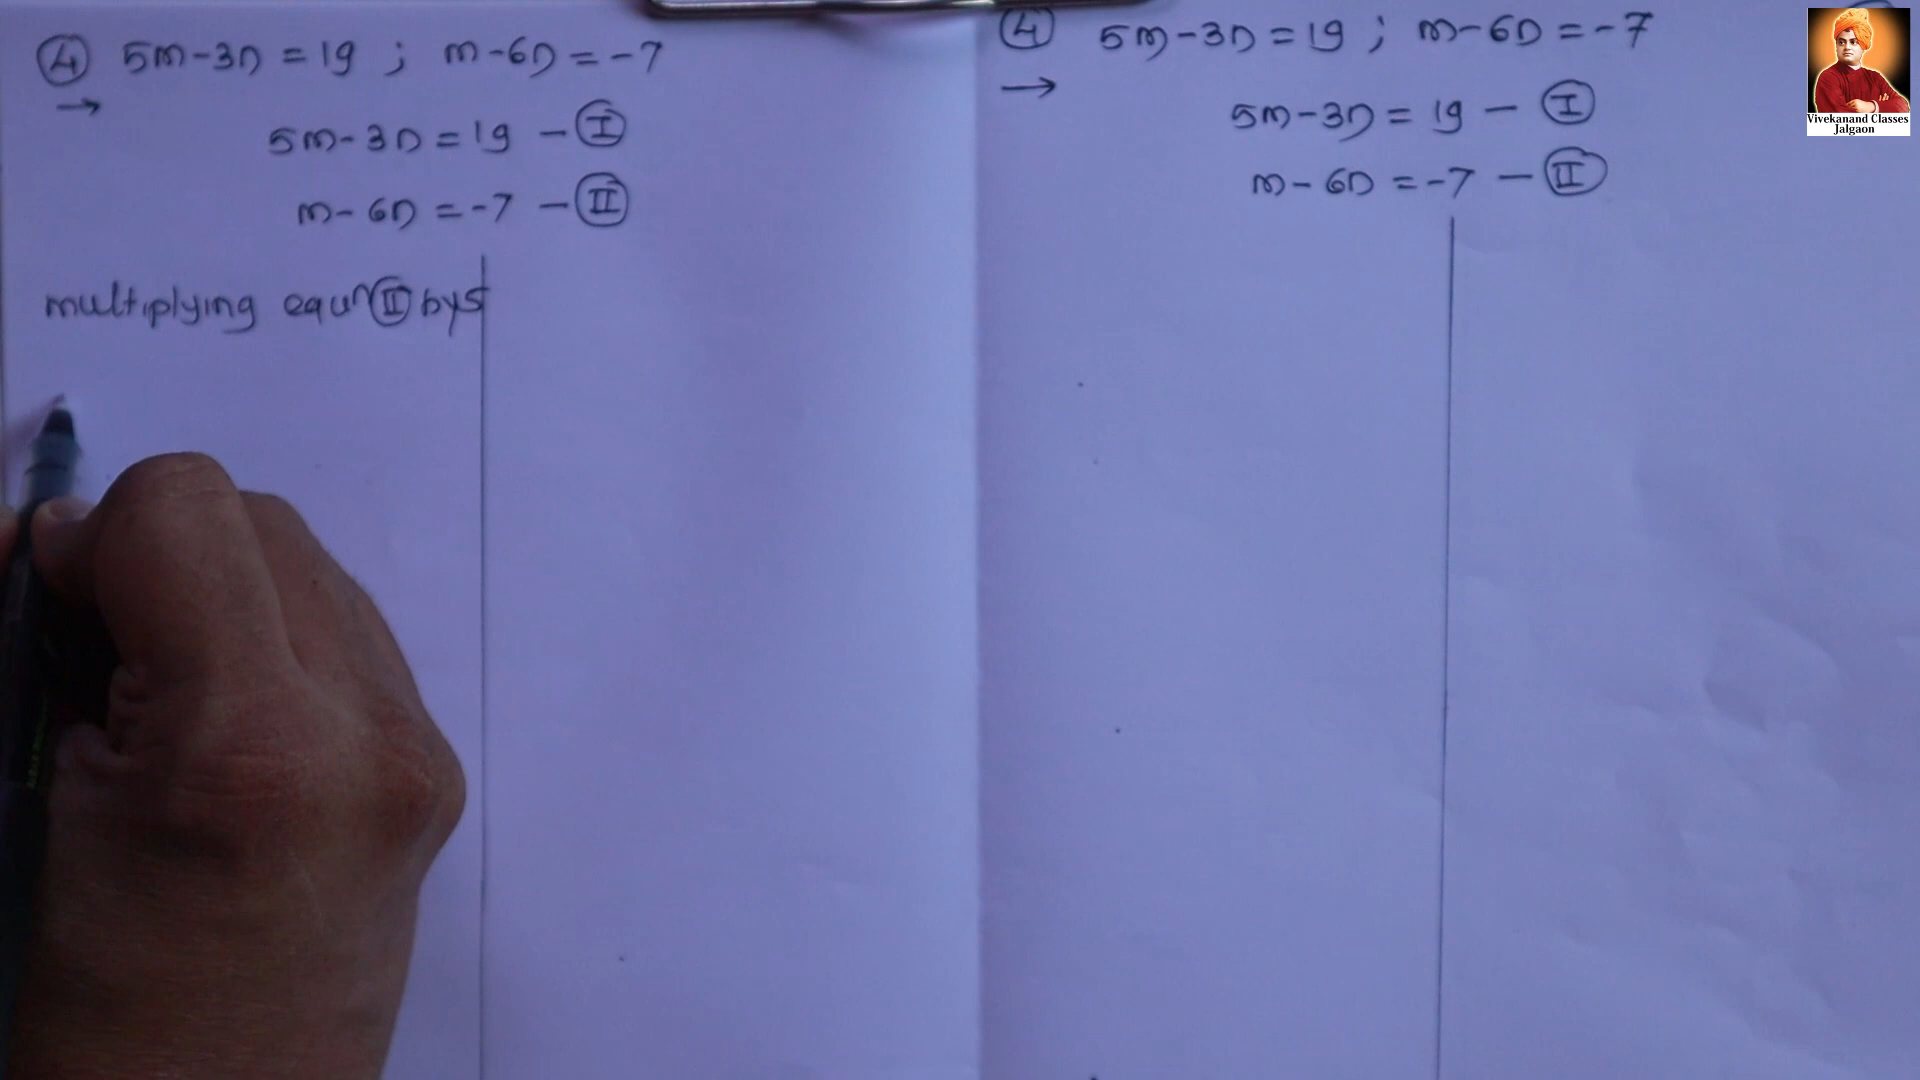 ④ 5m-3n = 19 ; m-6n = -7
→
5m-3n = 19 - Ⓘ
m-6n = -7 - Ⅱ
multiplying equⁿ Ⅱ by 5
④ 5m-3n = 19 ; m-6n = -7
→
5m-3n = 19 - Ⓘ
m-6n = -7 - Ⅱ
Vivekanand Classes
Jalgaon